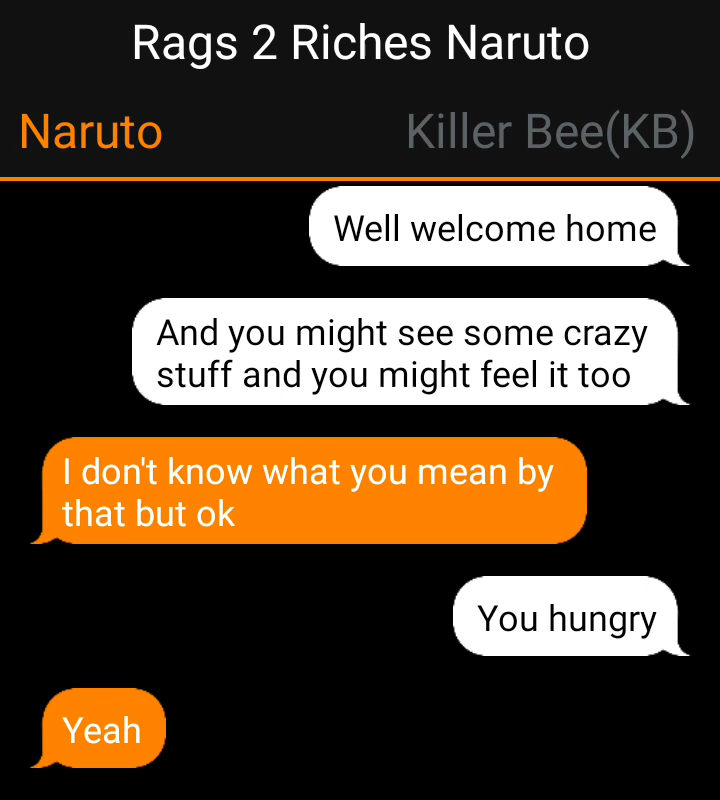 Rags 2 Riches Naruto
Naruto
Killer Bee(KB)
Well welcome home
And you might see some crazy
stuff and you might feel it too
I don't know what you mean by
that but ok
You hungry
Yeah